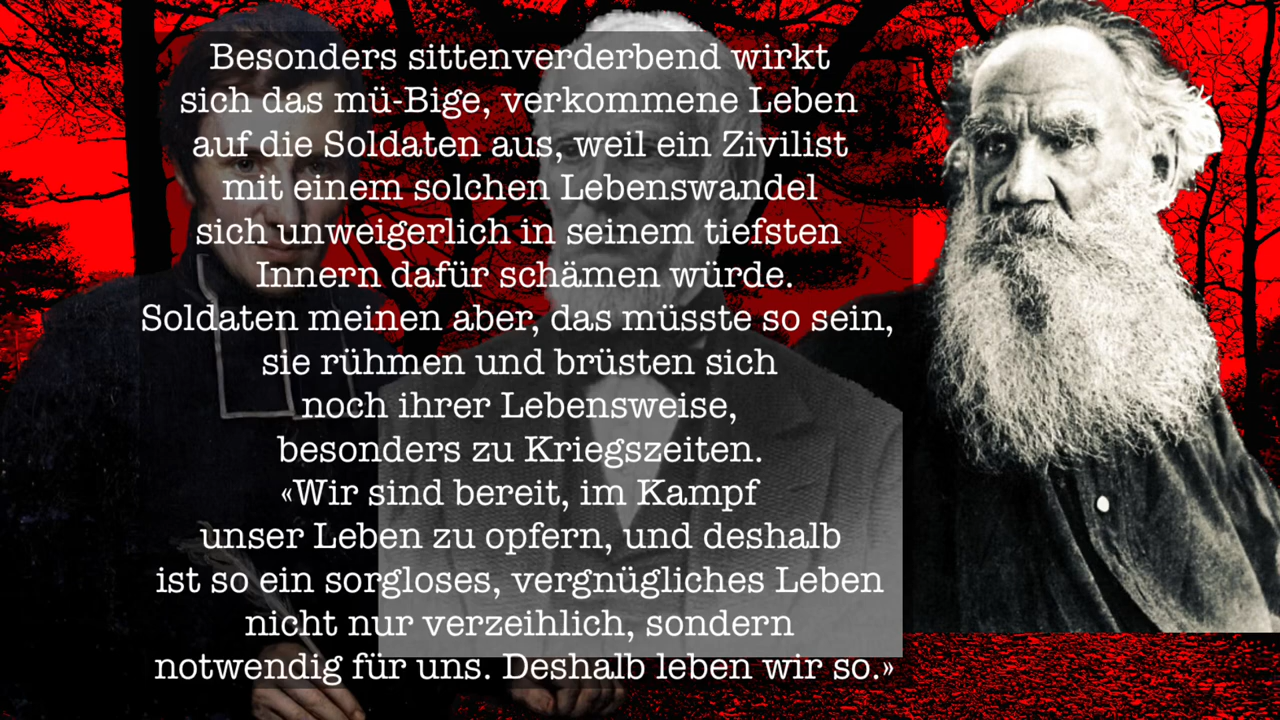 Besonders sittenverderbend wirkt
sich das mü-Bige, verkommene Leben
auf die Soldaten aus, weil ein Zivilist
mit einem solchen Lebenswandel
sich unweigerlich in seinem tiefsten
Innern dafür schämen würde.
Soldaten meinen aber, das müsste so sein,
sie rühmen und brüsten sich
noch ihrer Lebensweise,
besonders zu Kriegszeiten.
«Wir sind bereit, im Kampf
unser Leben zu opfern, und deshalb
ist so ein sorgloses, vergnügliches Leben
nicht nur verzeihlich, sondern
notwendig für uns. Deshalb leben wir so.»